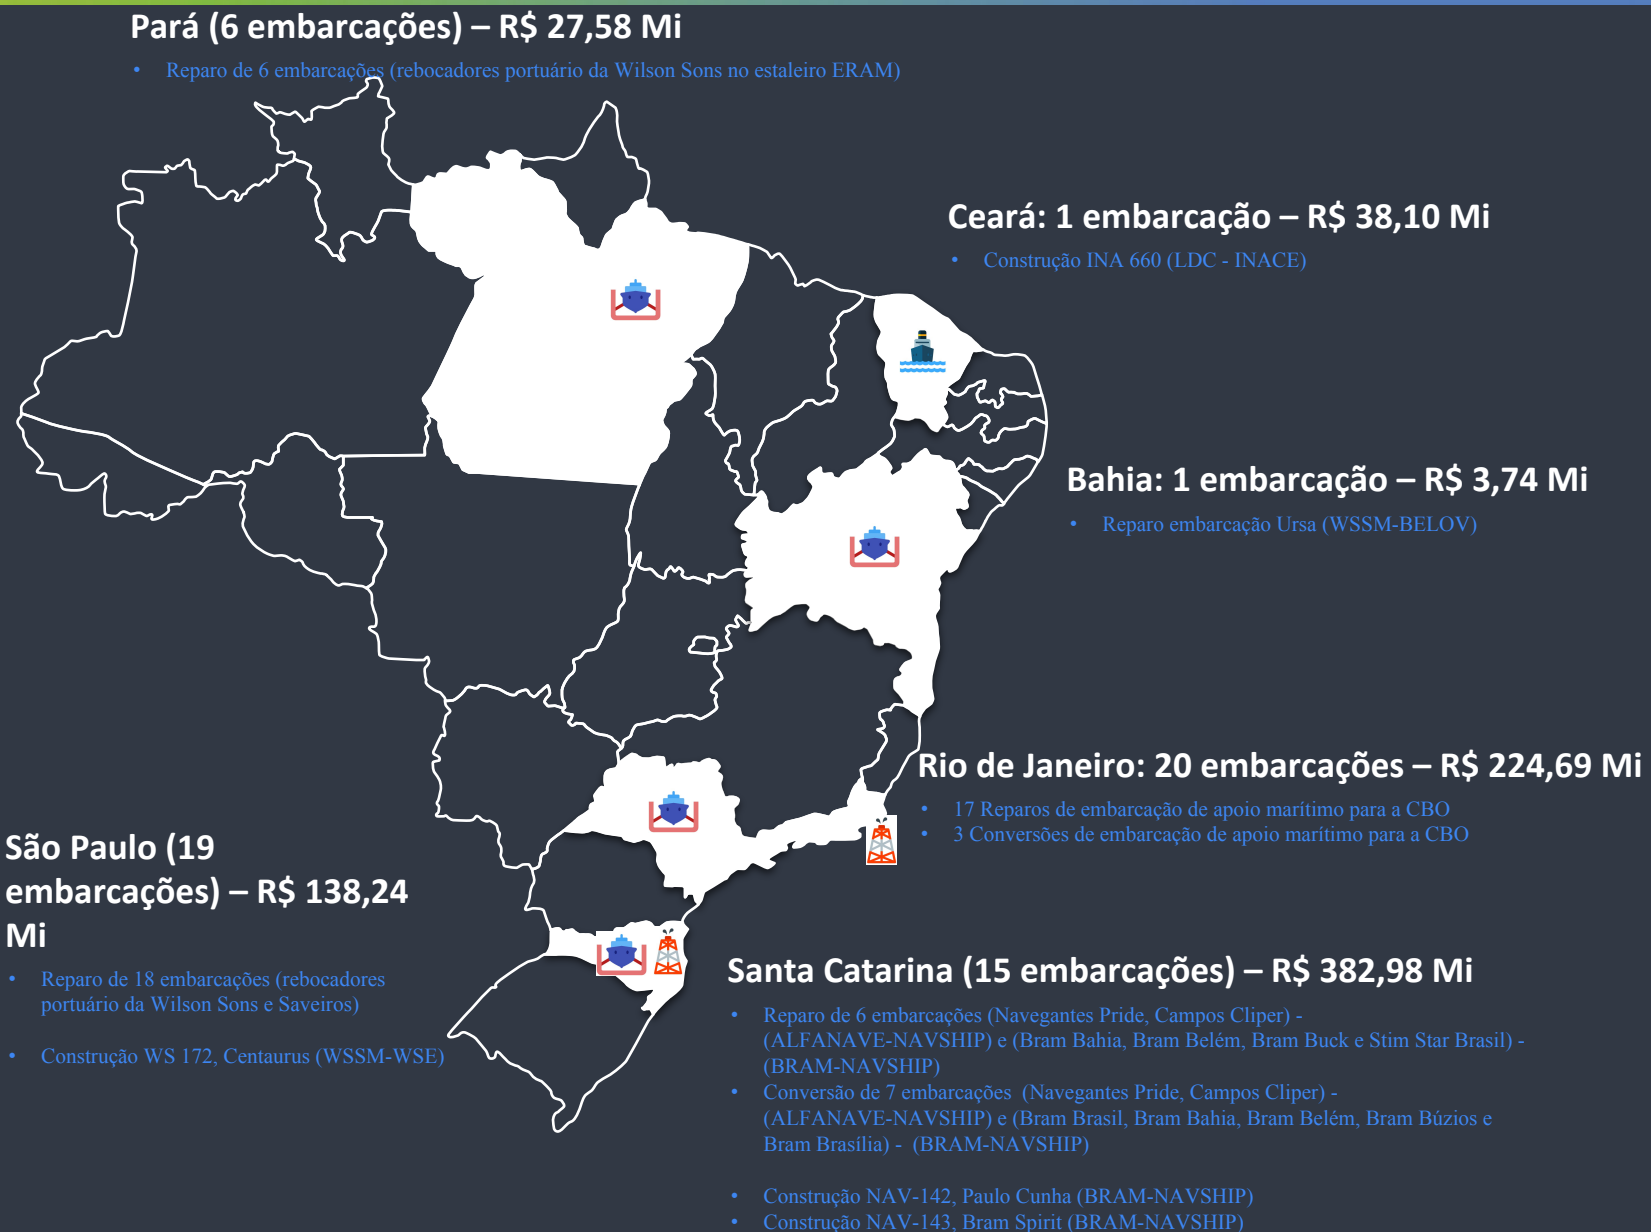 Pará (6 embarcações) – R$ 27,58 Mi
• Reparo de 6 embarcações (rebocadores portuário da Wilson Sons no estaleiro ERAM)
Ceará: 1 embarcação – R$ 38,10 Mi
• Construção INA 660 (LDC - INACE)
Bahia: 1 embarcação – R$ 3,74 Mi
• Reparo embarcação Ursa (WSSM-BELOV)
Rio de Janeiro: 20 embarcações – R$ 224,69 Mi
• 17 Reparos de embarcação de apoio marítimo para a CBO
• 3 Conversões de embarcação de apoio marítimo para a CBO
São Paulo (19
embarcações) – R$ 138,24
Mi
• Reparo de 18 embarcações (rebocadores
portuário da Wilson Sons e Saveiros)
• Construção WS 172, Centaurus (WSSM-WSE)
Santa Catarina (15 embarcações) – R$ 382,98 Mi
• Reparo de 6 embarcações (Navegantes Pride, Campos Cliper) -
(ALFANAVE-NAVSHIP) e (Bram Bahia, Bram Belém, Bram Buck e Stim Star Brasil) -
(BRAM-NAVSHIP)
• Conversão de 7 embarcações (Navegantes Pride, Campos Cliper) -
(ALFANAVE-NAVSHIP) e (Bram Brasil, Bram Bahia, Bram Belém, Bram Búzios e
Bram Brasília) - (BRAM-NAVSHIP)
• Construção NAV-142, Paulo Cunha (BRAM-NAVSHIP)
• Construção NAV-143, Bram Spirit (BRAM-NAVSHIP)